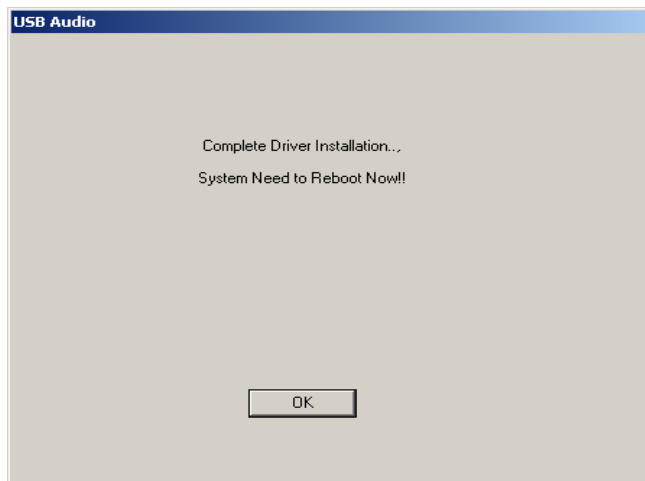 USB Audio
Complete Driver Installation..,
System Need to Reboot Now!!
OK